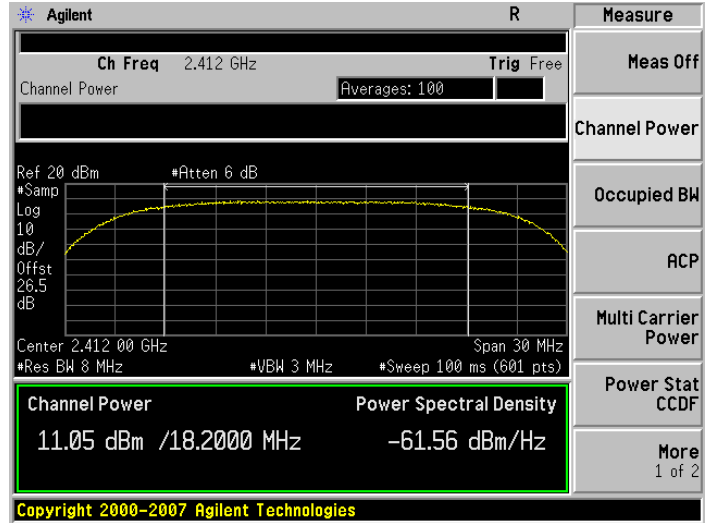 Agilent R
Ch Freq 2.412 GHz Trig Free
Channel Power Averages: 100
Ref 20 dBm #Atten 6 dB
#Samp
Log
10
dB/
Offst
26.5
dB
Center 2.412 00 GHz Span 30 MHz
#Res BW 8 MHz #VBW 3 MHz #Sweep 100 ms (601 pts)
Channel Power Power Spectral Density
11.05 dBm /18.2000 MHz -61.56 dBm/Hz
Copyright 2000-2007 Agilent Technologies
Measure
Meas Off
Channel Power
Occupied BW
ACP
Multi Carrier
Power
Power Stat
CCDF
More
1 of 2